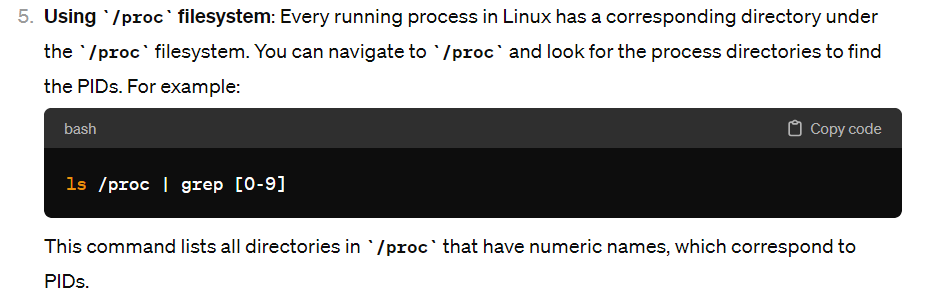 5. Using `/proc` filesystem: Every running process in Linux has a corresponding directory under
the `/proc` filesystem. You can navigate to `/proc` and look for the process directories to find
the PIDs. For example:
bash Copy code
ls /proc | grep [0-9]
This command lists all directories in `/proc` that have numeric names, which correspond to
PIDs.